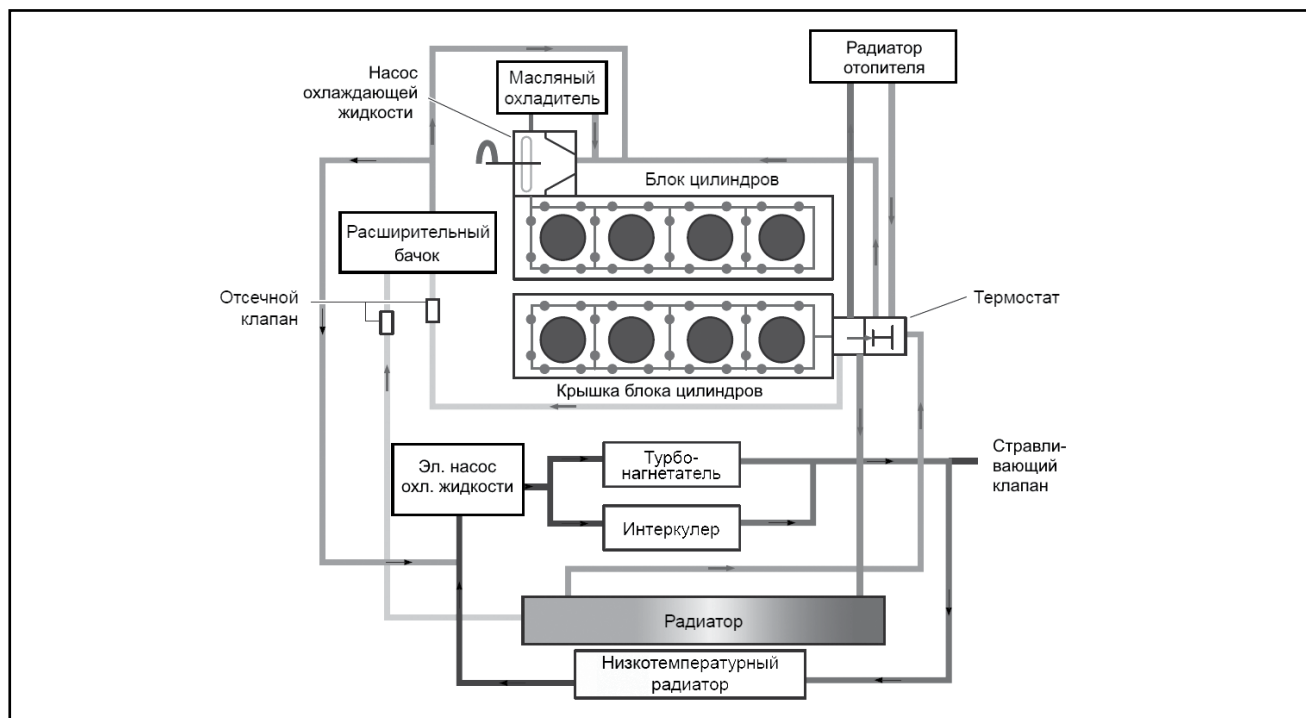 Насос
охлаждающей
жидкости
Масляный
охладитель
Радиатор
отопителя
Блок цилиндров
Расширительный
бачок
Отсечной
клапан
Термостат
Крышка блока цилиндров
Эл. насос
охл. жидкости
Турбо-
нагнетатель
Интеркулер
Стравли-
вающий
клапан
Радиатор
Низкотемпературный
радиатор